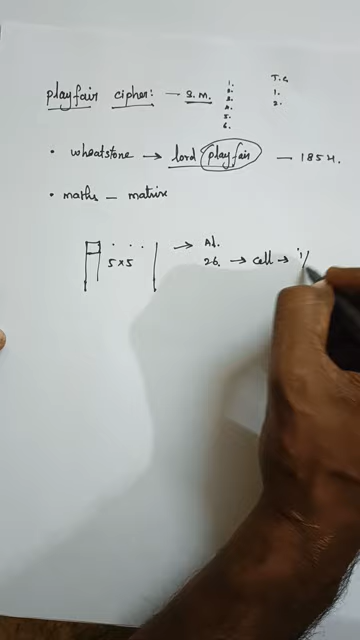 playfair cipher: — S.M.
1.
2.
3.
4.
5.
6.
T.C.
1.
2.
• wheatstone → lord playfair — 1854.
• maths — matrix
5×5 → Al.
26. → cell → i/